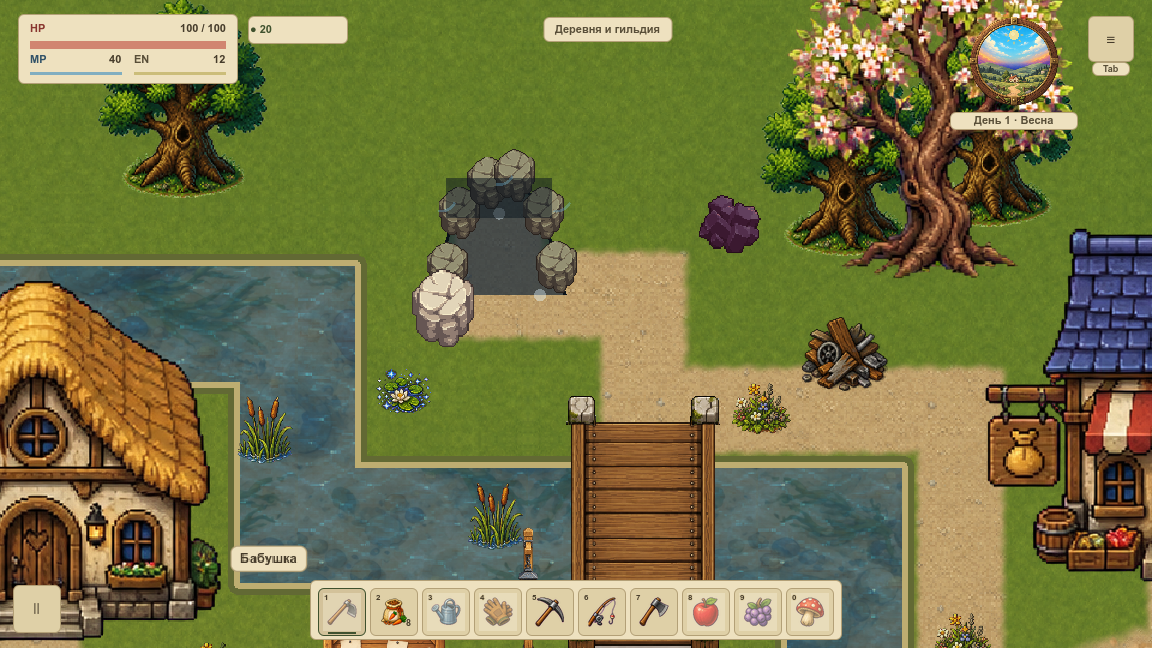 HP 100 / 100
MP 40 EN 12
20
Деревня и гильдия
Tab
День 1 · Весна
Бабушка
1 2 3 4 5 6 7 8 9 0
8